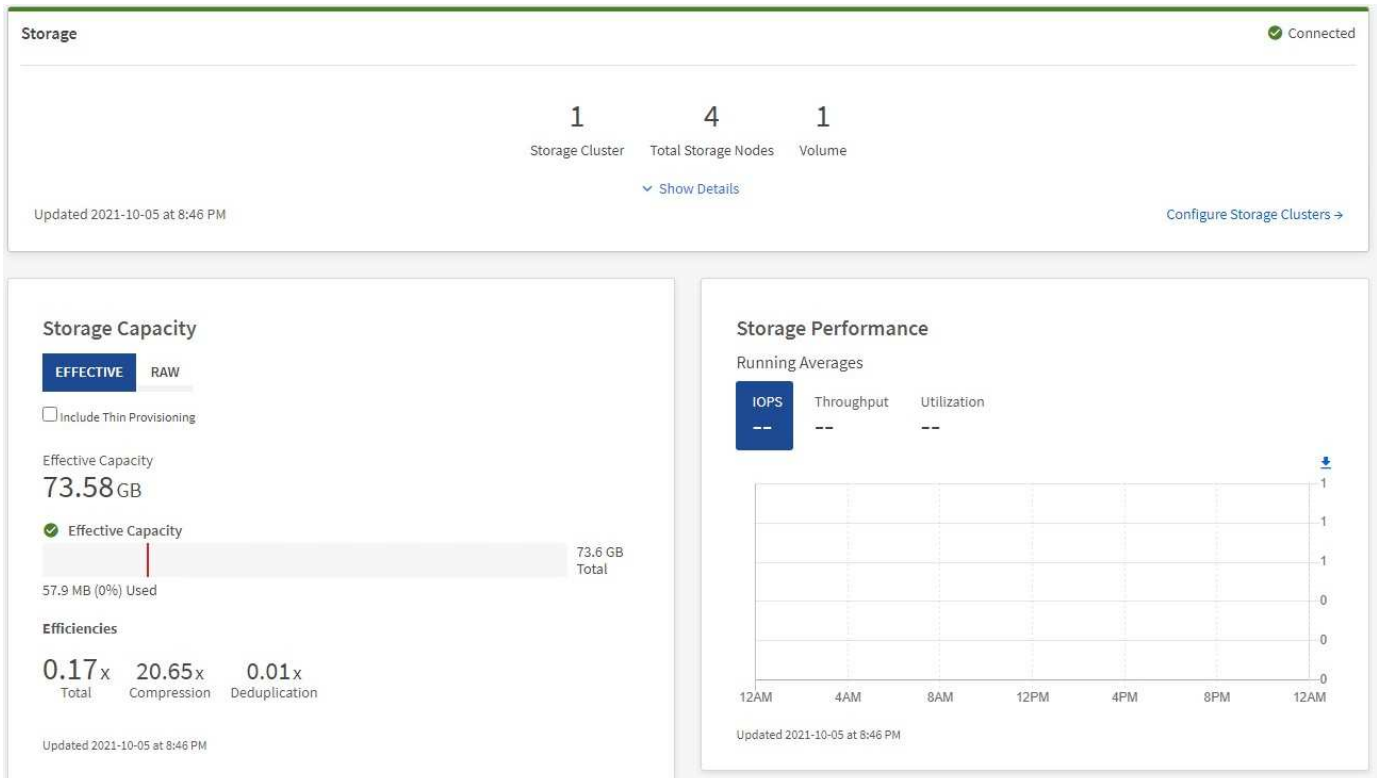 Storage
Connected
1 4 1
Storage Cluster Total Storage Nodes Volume
Show Details
Updated 2021-10-05 at 8:46 PM
Configure Storage Clusters →
Storage Capacity
EFFECTIVE RAW
Include Thin Provisioning
Effective Capacity
73.58 GB
Effective Capacity
73.6 GB
Total
57.9 MB (0%) Used
Efficiencies
0.17x 20.65x 0.01x
Total Compression Deduplication
Updated 2021-10-05 at 8:46 PM
Storage Performance
Running Averages
IOPS Throughput Utilization
-- -- --
1
1
1
0
0
0
12AM 4AM 8AM 12PM 4PM 8PM 12AM
Updated 2021-10-05 at 8:46 PM